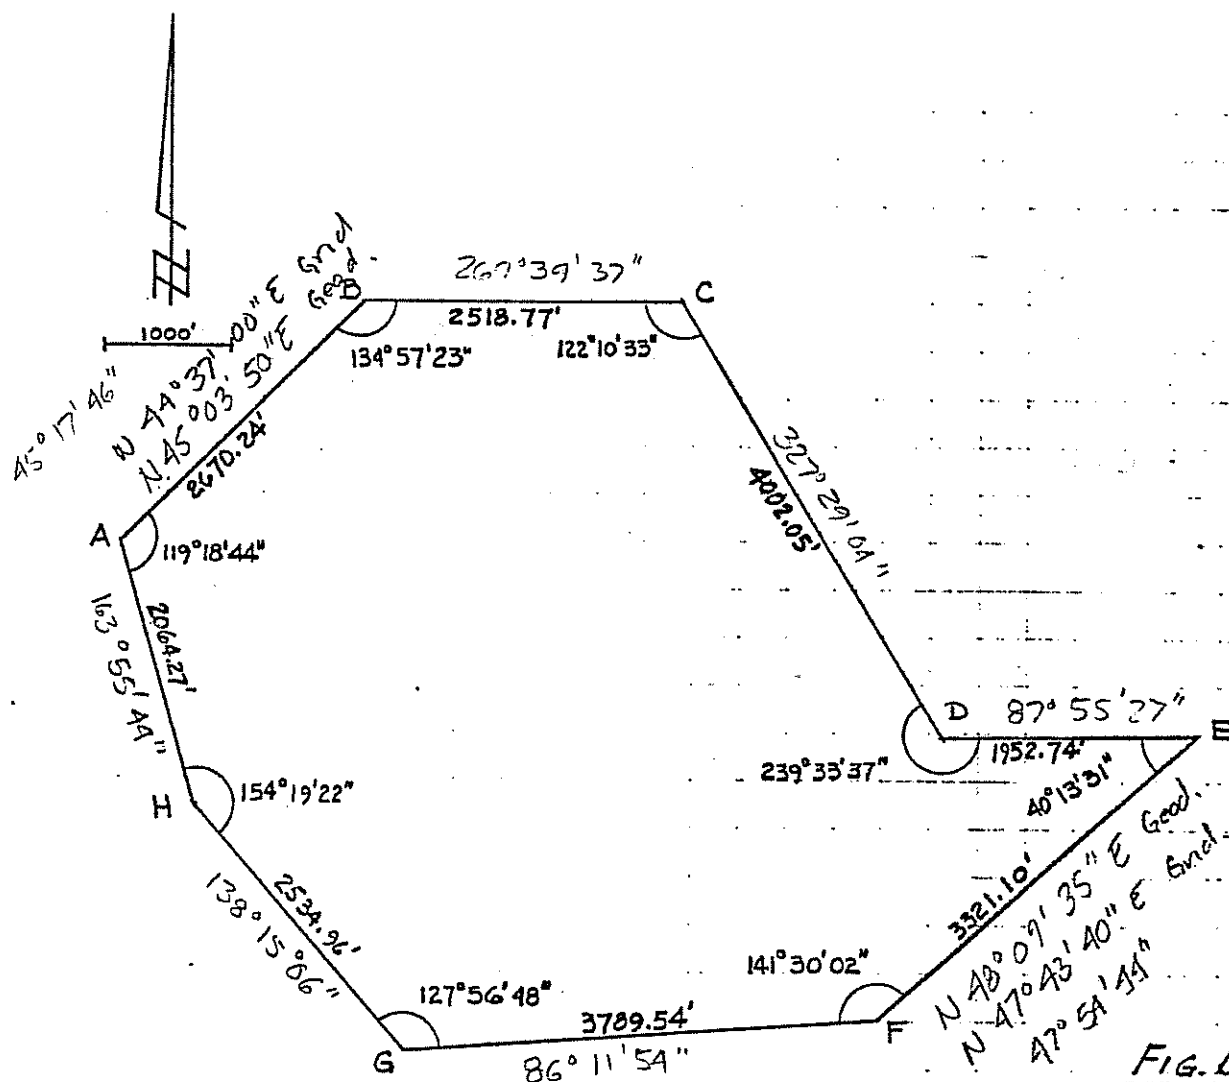 N
1000'
45°17'46"
N 44°37'00"E Grid
N.45°03'50"E Geod.
2670.24'
B
267°39'37"
C
2518.77'
134°57'23"
122°10'33"
327°29'04"
4002.05'
A
119°18'44"
2064.27'
163°55'44"
D
87°55'27"
E
1952.74'
239°33'37"
40°13'31"
H
154°19'22"
2534.96'
138°15'06"
3321.10'
N 48°09'35"E Geod.
N 47°43'40"E Grid
47°54'44"
127°56'48"
141°30'02"
3789.54'
G
86°11'54"
F